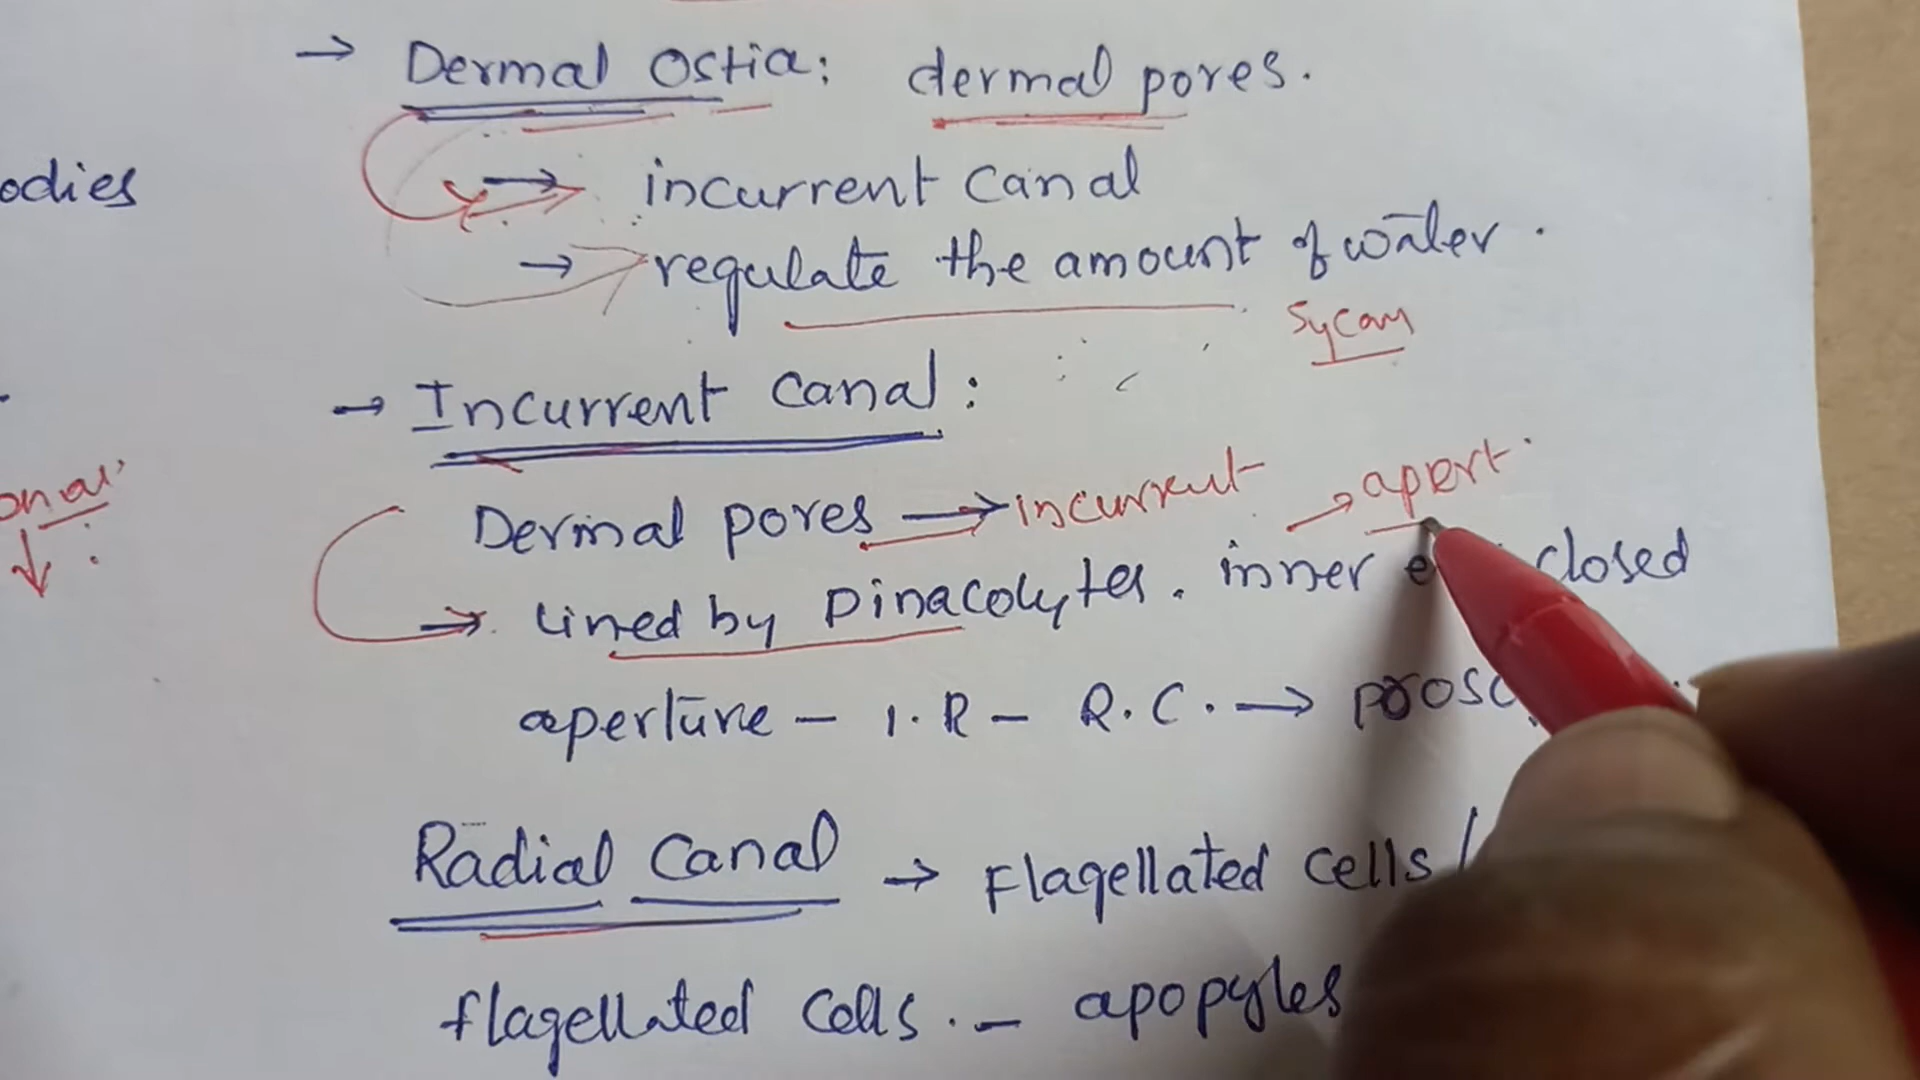 → Dermal Ostia: dermal pores.
odies
→ incurrent canal
→ regulate the amount of water.
Sycon
→ Incurrent canal:
Dermal pores → incurrent → apert.
→ lined by pinacolytes. inner closed
aperture – I.R – R.C. →
Radial canal → Flagellated cells/
flagellated cells. – apopyles